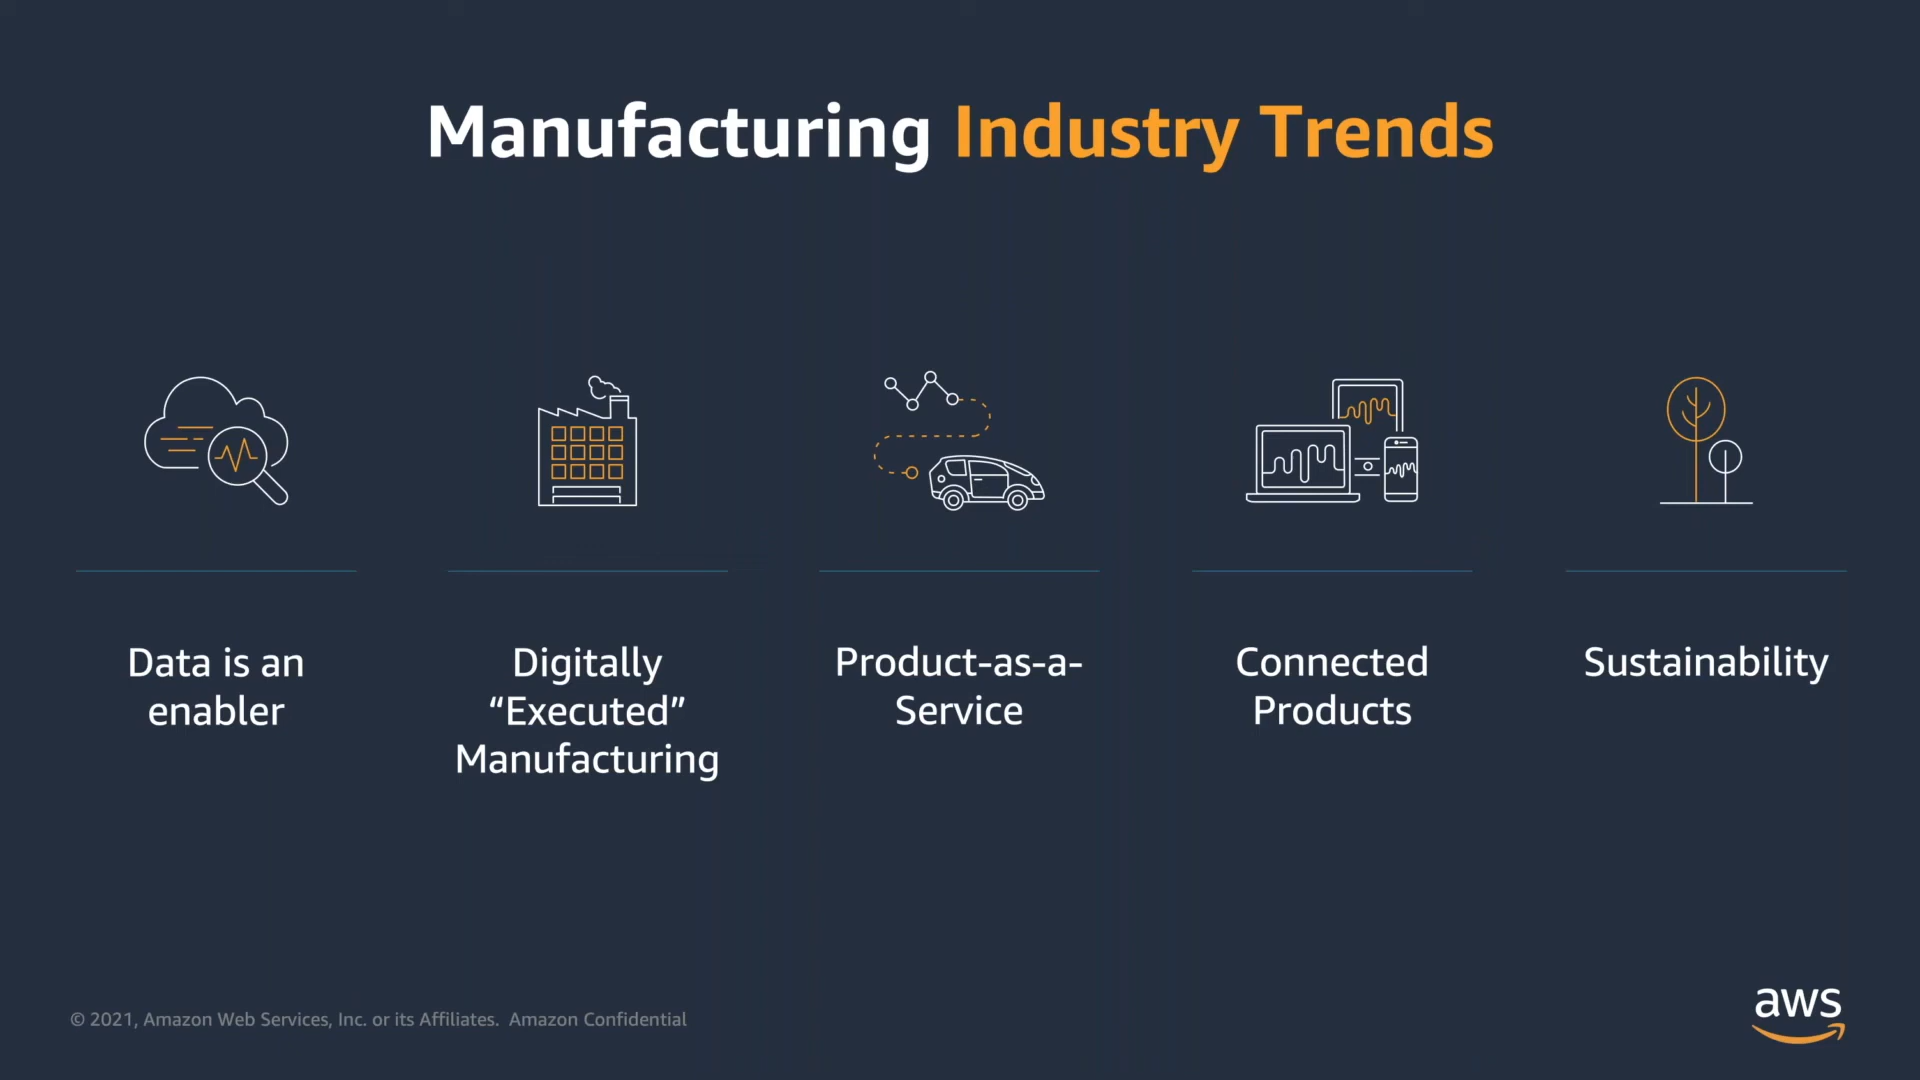 Manufacturing Industry Trends
Data is an
enabler
Digitally
“Executed”
Manufacturing
Product-as-a-
Service
Connected
Products
Sustainability
© 2021, Amazon Web Services, Inc. or its Affiliates.  Amazon Confidential
aws